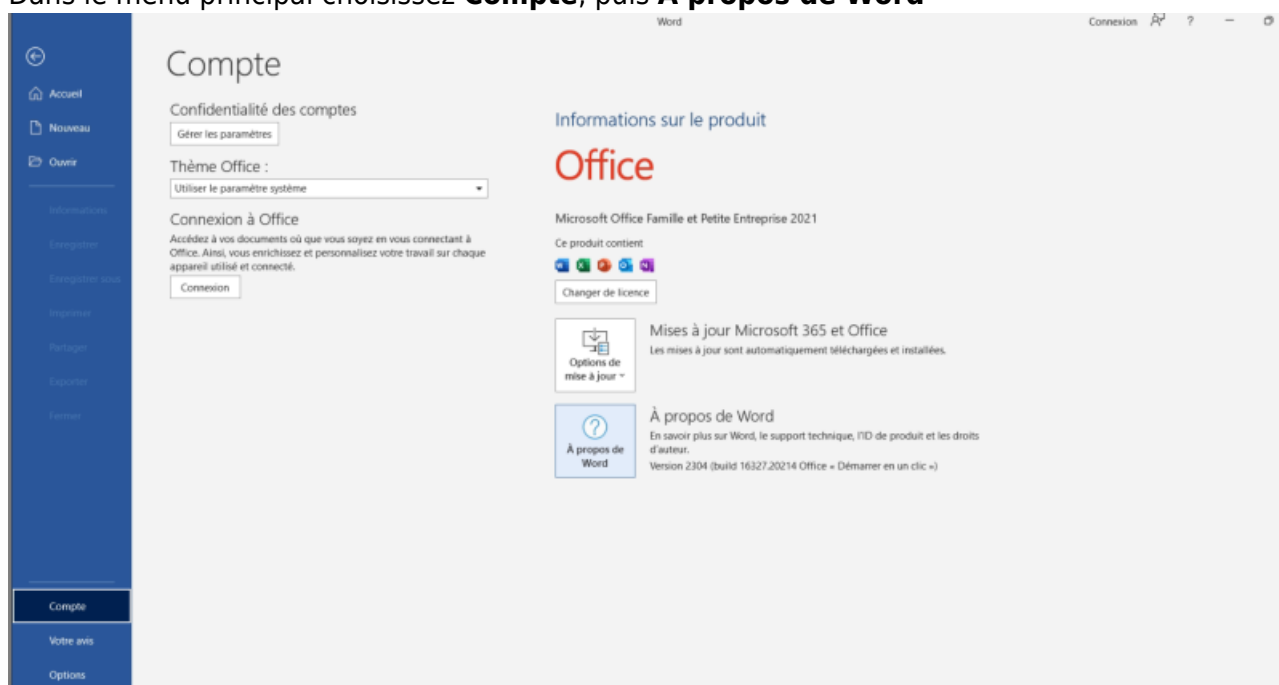 Dans le menu principal choisissez Compte, puis À propos de Word
Word
Connexion
?
Compte
Accueil
Nouveau
Ouvrir
Informations
Enregistrer
Enregistrer sous
Imprimer
Partager
Exporter
Fermer
Compte
Votre avis
Options
Confidentialité des comptes
Gérer les paramètres
Thème Office :
Utiliser le paramètre système
Connexion à Office
Accédez à vos documents où que vous soyez en vous connectant à
Office. Ainsi, vous enrichissez et personnalisez votre travail sur chaque
appareil utilisé et connecté.
Connexion
Informations sur le produit
Office
Microsoft Office Famille et Petite Entreprise 2021
Ce produit contient
Changer de licence
Options de
mise à jour
Mises à jour Microsoft 365 et Office
Les mises à jour sont automatiquement téléchargées et installées.
À propos de
Word
À propos de Word
En savoir plus sur Word, le support technique, l'ID de produit et les droits
d'auteur.
Version 2304 (build 16327.20214 Office « Démarrer en un clic »)